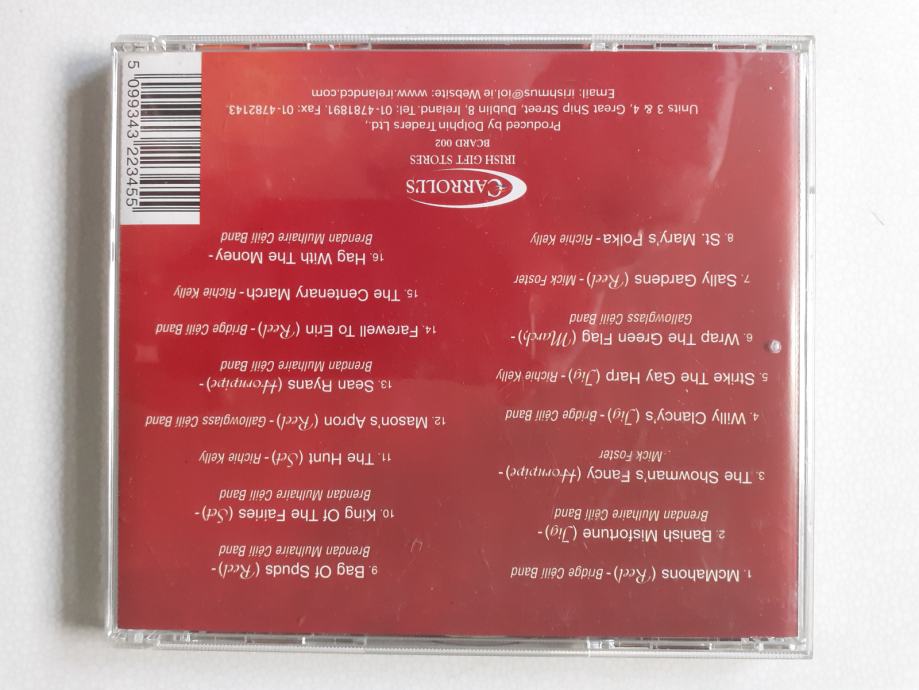 1. McMahons (Reel) - Bridge Céili Band
2. Banish Misfortune (Jig) -
Brendan Mulhaire Céili Band
3. The Showman's Fancy (Hornpipe) -
Mick Foster
4. Willy Clancy's (Jig) - Bridge Céili Band
5. Strike The Gay Harp (Jig) - Richie Kelly
6. Wrap The Green Flag (March) -
Gallowglass Céili Band
7. Sally Gardens (Reel) - Mick Foster
8. St. Mary's Polka - Richie Kelly
9. Bag Of Spuds (Reel) -
Brendan Mulhaire Céili Band
10. King Of The Fairies (Set) -
Brendan Mulhaire Céili Band
11. The Hunt (Set) - Richie Kelly
12. Mason's Apron (Reel) - Gallowglass Céili Band
13. Sean Ryans (Hornpipe) -
Brendan Mulhaire Céili Band
14. Farewell To Erin (Reel) - Bridge Céili Band
15. The Centenary March - Richie Kelly
16. Hag With The Money -
Brendan Mulhaire Céili Band
CARROLL'S
IRISH GIFT STORES
BCARD 002
Produced by Dolphin Traders Ltd.,
Units 3 & 4, Great Ship Street, Dublin 8, Ireland. Tel: 01-4781891. Fax: 01-4782143.
Email: irishmus@iol.ie Website: www.irelandcd.com
5 099343 223455